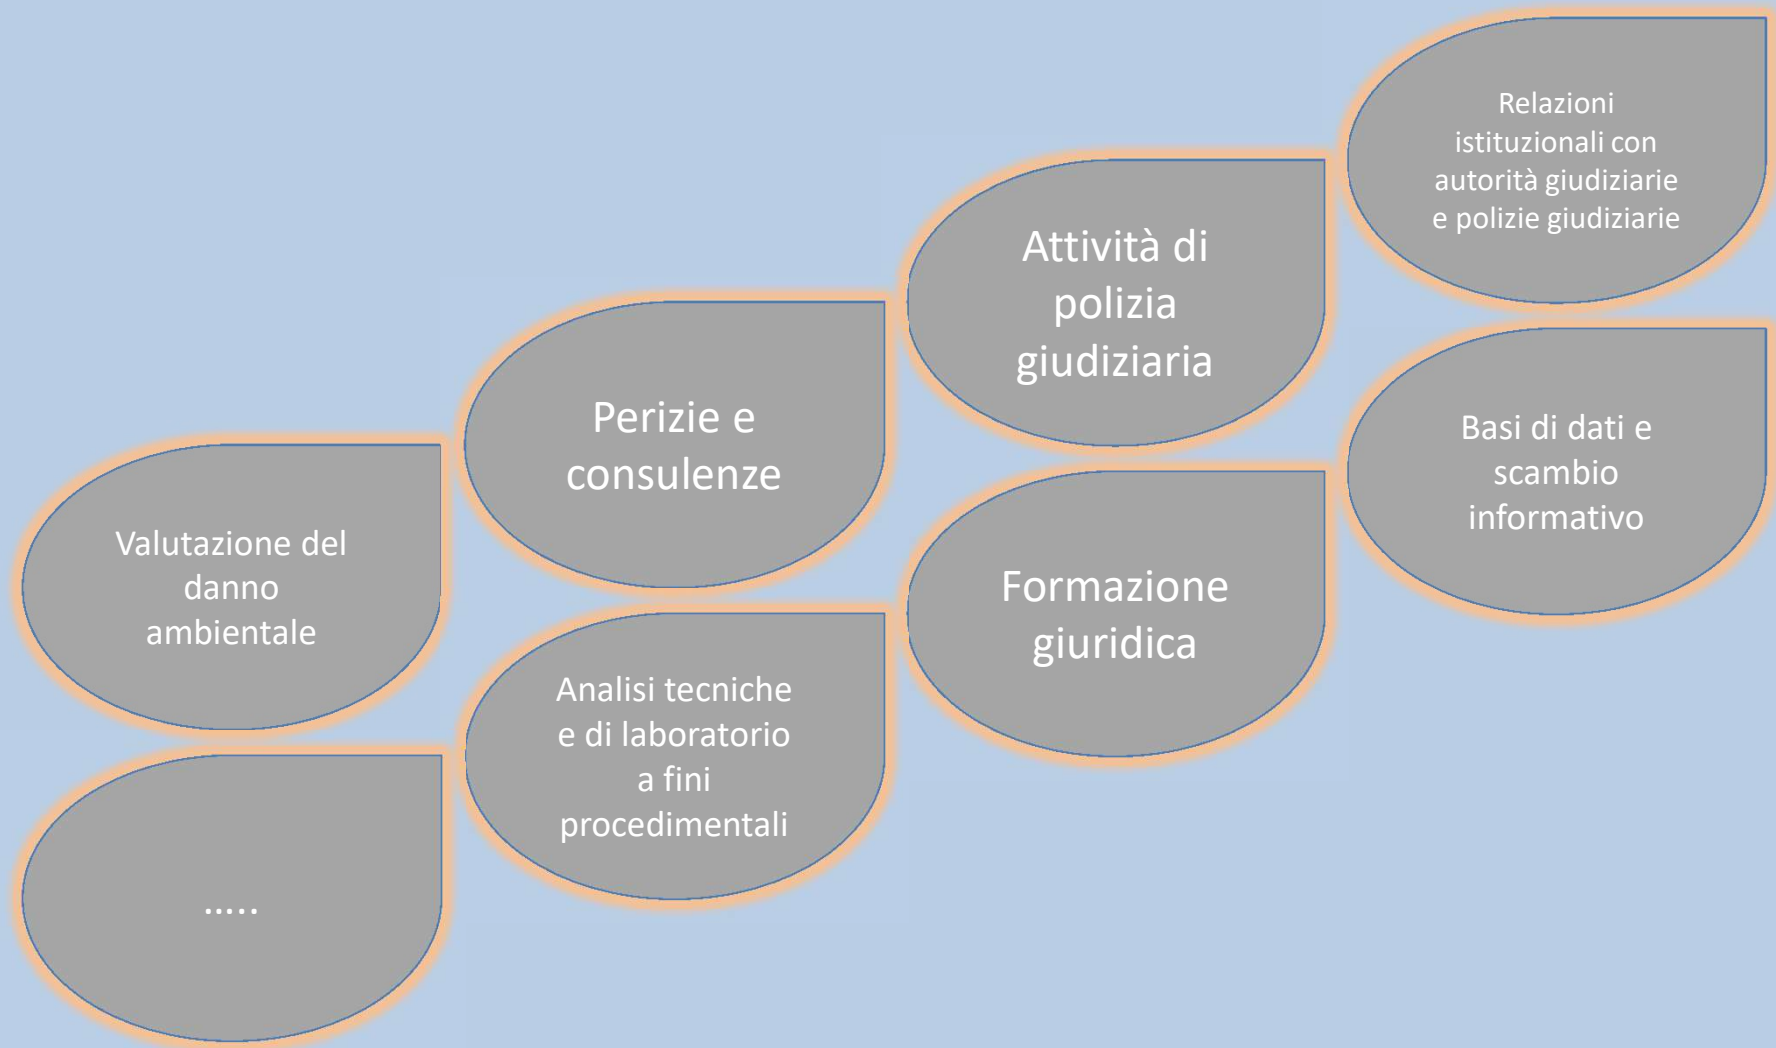 Relazioni
istituzionali con
autorità giudiziarie
e polizie giudiziarie
Attività di
polizia
giudiziaria
Perizie e
consulenze
Basi di dati e
scambio
informativo
Valutazione del
danno
ambientale
Formazione
giuridica
Analisi tecniche
e di laboratorio
a fini
procedimentali
.....